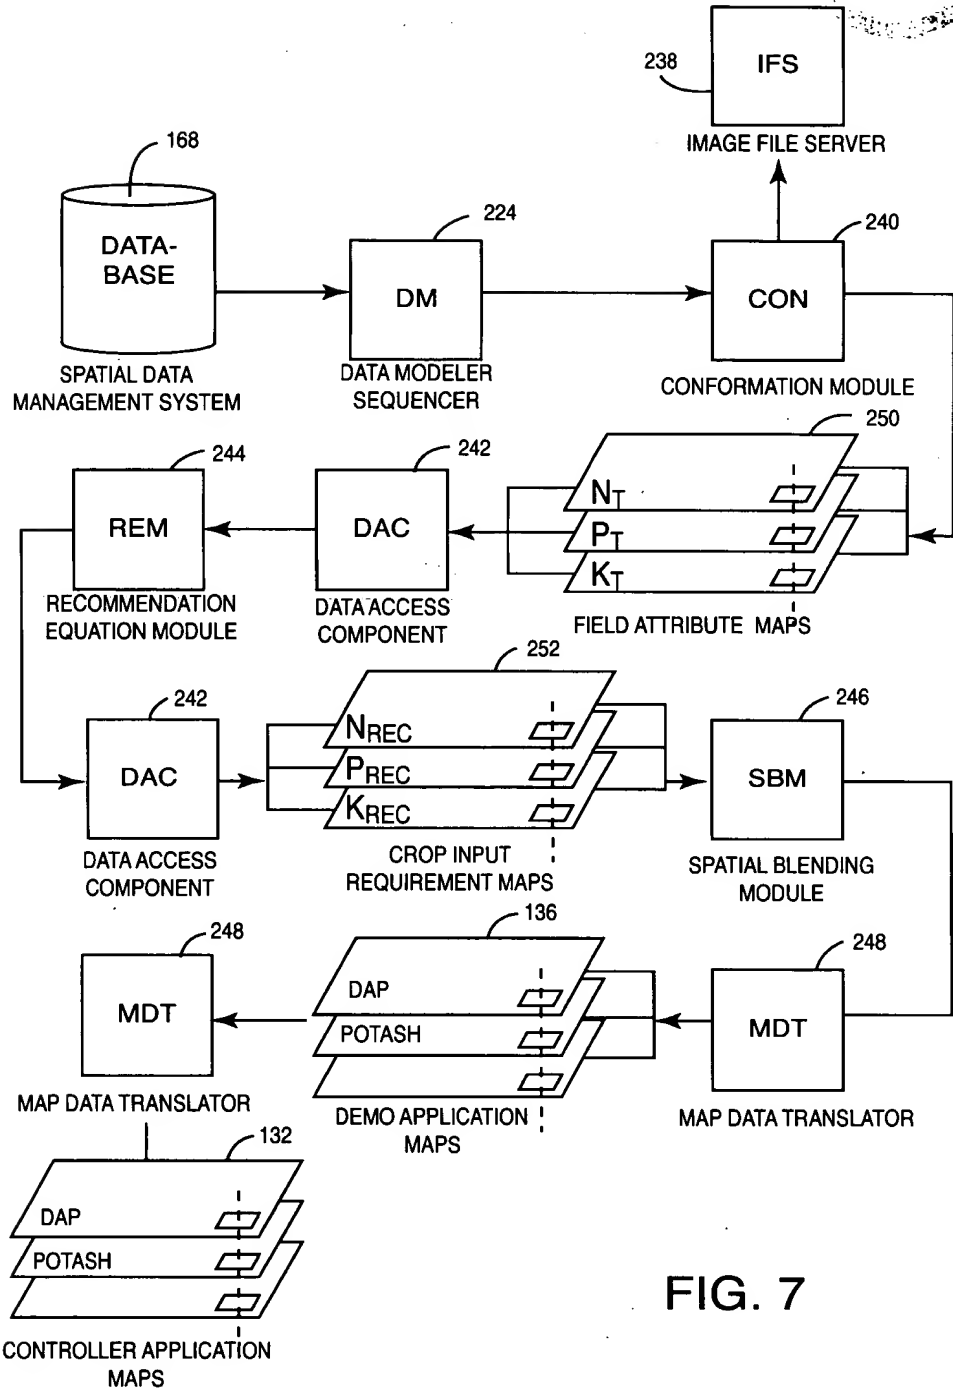 IFS
238
IMAGE FILE SERVER
168
DATA-
BASE
SPATIAL DATA
MANAGEMENT SYSTEM
224
DM
DATA MODELER
SEQUENCER
240
CON
CONFORMATION MODULE
244
REM
RECOMMENDATION
EQUATION MODULE
242
DAC
DATA ACCESS
COMPONENT
250
NT
PT
KT
FIELD ATTRIBUTE MAPS
242
DAC
DATA ACCESS
COMPONENT
252
NREC
PREC
KREC
CROP INPUT
REQUIREMENT MAPS
246
SBM
SPATIAL BLENDING
MODULE
248
MDT
MAP DATA TRANSLATOR
136
DAP
POTASH
DEMO APPLICATION
MAPS
248
MDT
MAP DATA TRANSLATOR
132
DAP
POTASH
CONTROLLER APPLICATION
MAPS
FIG. 7